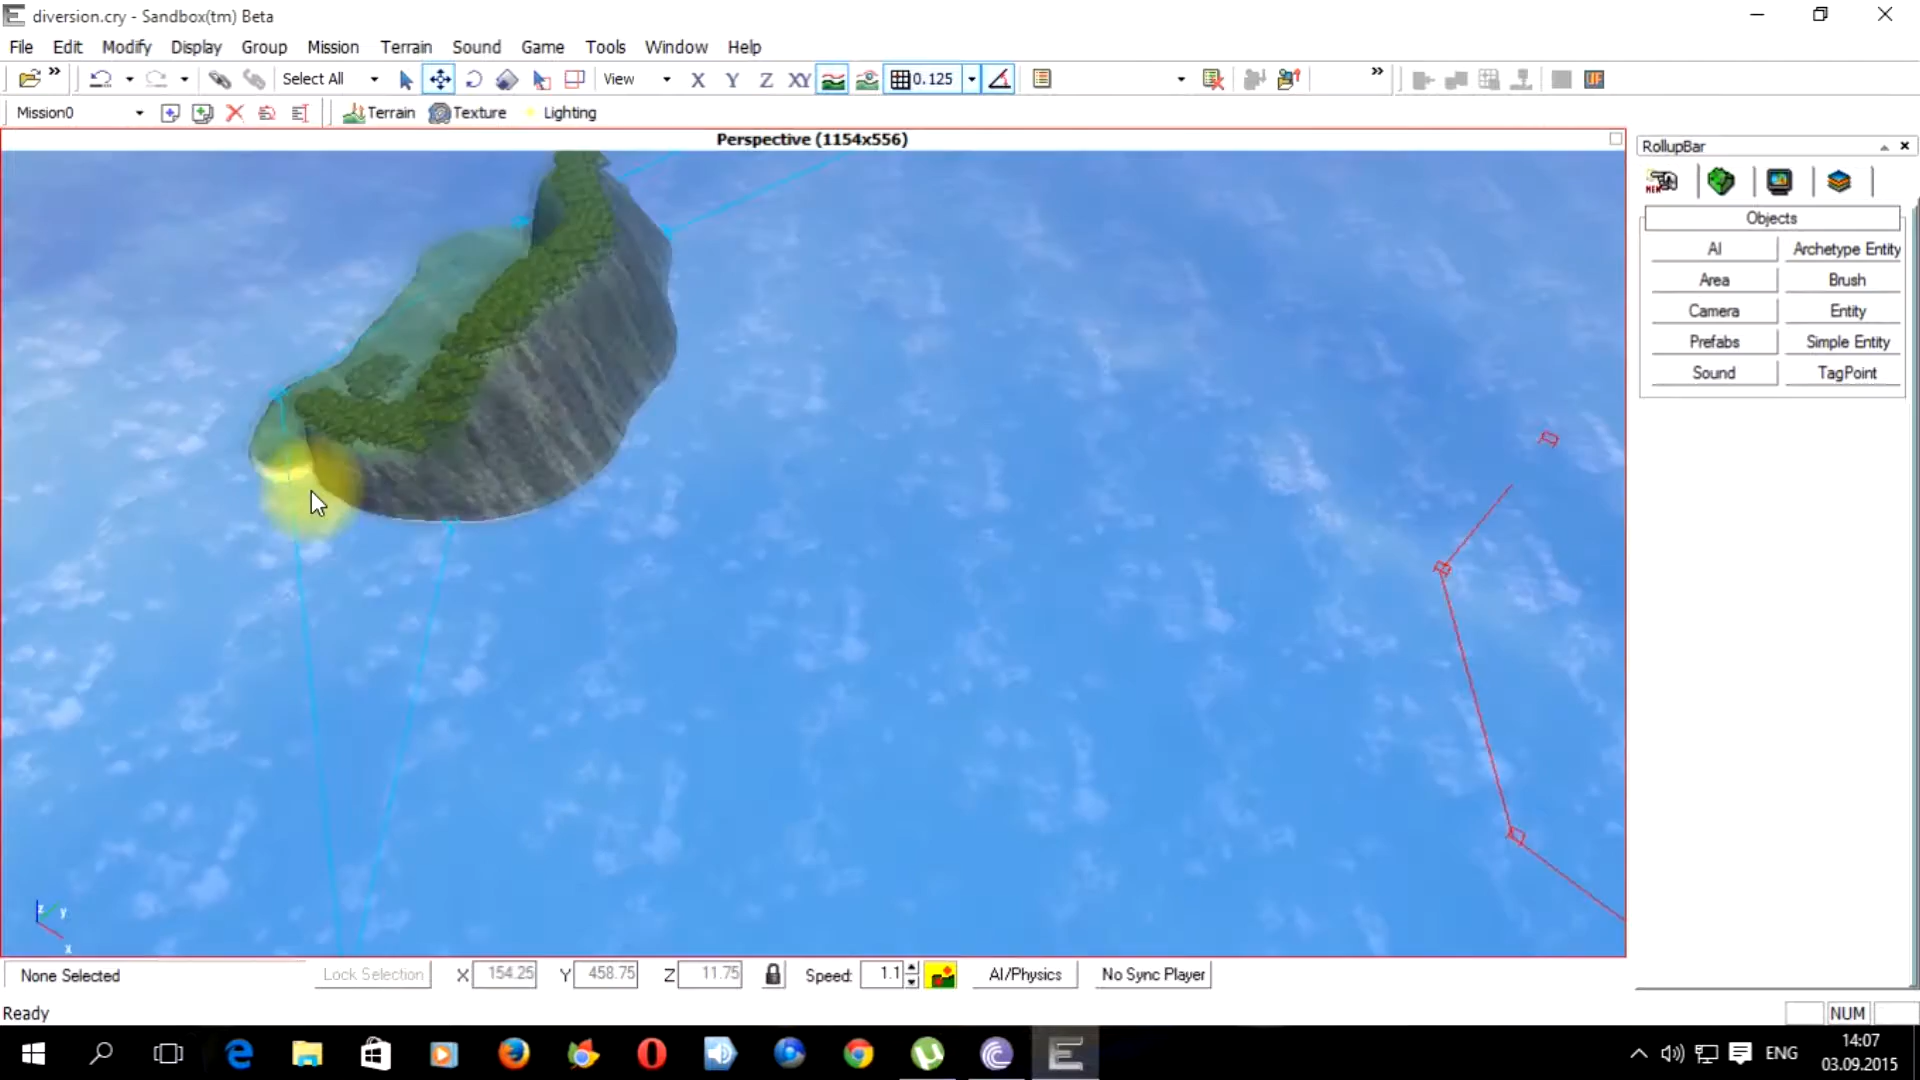 diversion.cry - Sandbox(tm) Beta
File Edit Modify Display Group Mission Terrain Sound Game Tools Window Help
Select All View X Y Z XY 0.125
Mission0 Terrain Texture Lighting
Perspective (1154x556)
RollupBar
Objects
AI Archetype Entity
Area Brush
Camera Entity
Prefabs Simple Entity
Sound TagPoint
z y
x
None Selected Lock Selection X 154.25 Y 458.75 Z 11.75 Speed: 1.1 AI/Physics No Sync Player
Ready NUM
ENG 14:07
03.09.2015